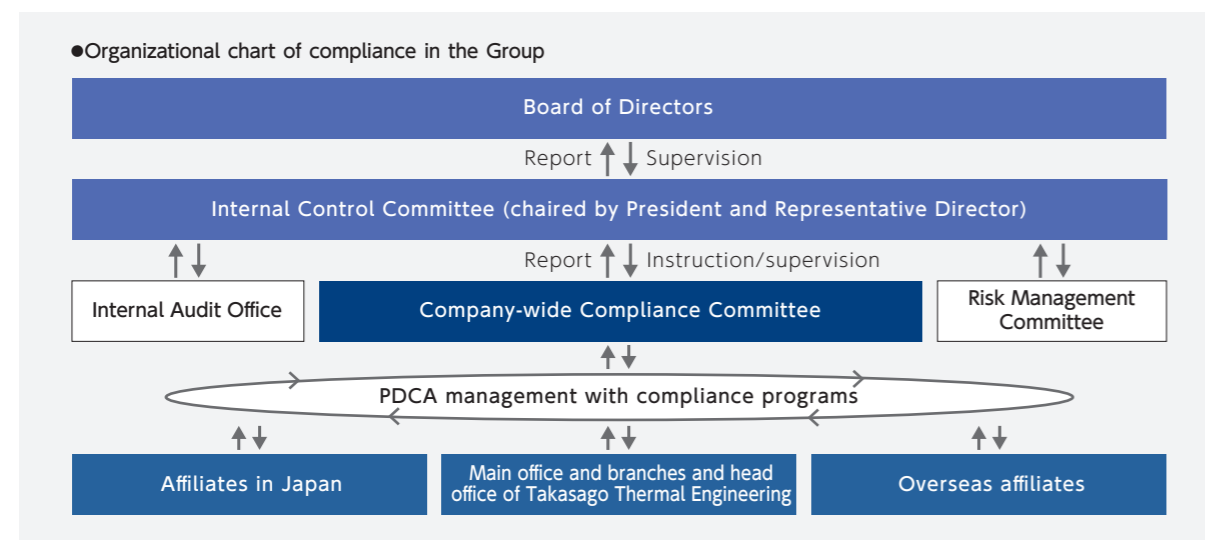 ●Organizational chart of compliance in the Group
Board of Directors
Report Supervision
Internal Control Committee (chaired by President and Representative Director)
Report Instruction/supervision
Internal Audit Office
Company-wide Compliance Committee
Risk Management
Committee
PDCA management with compliance programs
Affiliates in Japan
Main office and branches and head
office of Takasago Thermal Engineering
Overseas affiliates